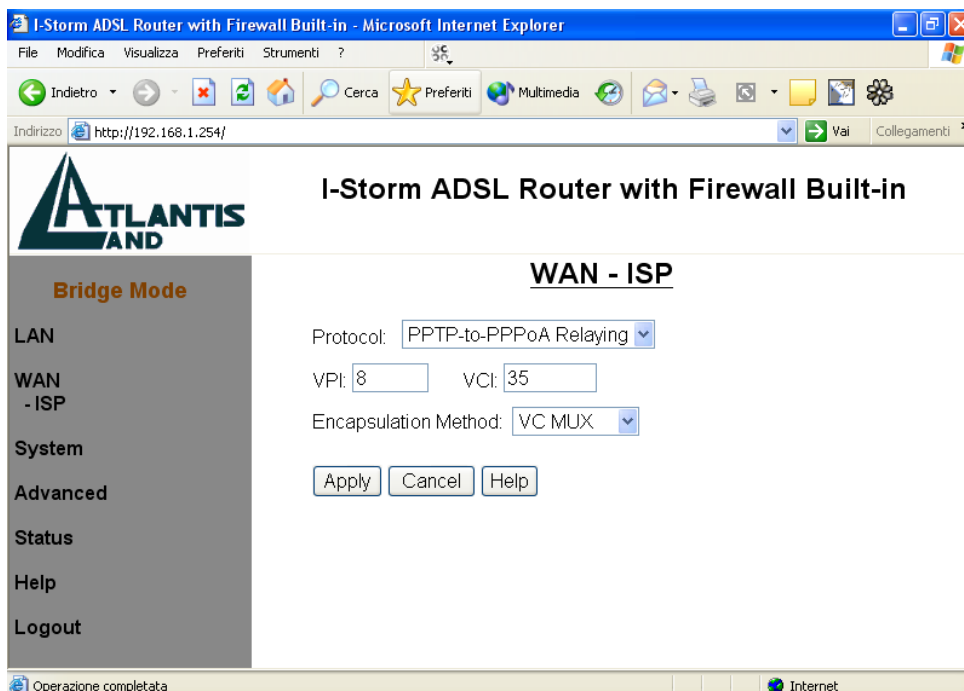 I-Storm ADSL Router with Firewall Built-in - Microsoft Internet Explorer
File Modifica Visualizza Preferiti Strumenti ?
Indietro Cerca Preferiti Multimedia
Indirizzo http://192.168.1.254/ Vai Collegamenti
ATLANTIS
LAND
I-Storm ADSL Router with Firewall Built-in
Bridge Mode
LAN
WAN
- ISP
System
Advanced
Status
Help
Logout
WAN - ISP
Protocol: PPTP-to-PPPoA Relaying
VPI: 8 VCI: 35
Encapsulation Method: VC MUX
Apply Cancel Help
Operazione completata Internet